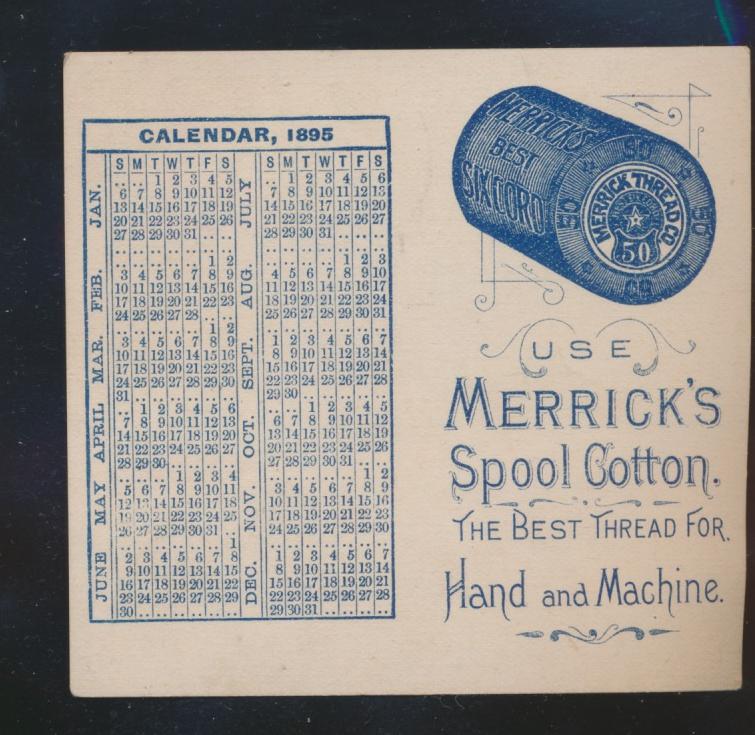 CALENDAR, 1895
S M T W T F S
JAN.
.. .. 1 2 3 4 5
6 7 8 9 10 11 12
13 14 15 16 17 18 19
20 21 22 23 24 25 26
27 28 29 30 31 .. ..
.. .. .. .. .. .. ..
FEB.
.. .. .. .. .. 1 2
3 4 5 6 7 8 9
10 11 12 13 14 15 16
17 18 19 20 21 22 23
24 25 26 27 28 .. ..
MAR.
.. .. .. .. .. 1 2
3 4 5 6 7 8 9
10 11 12 13 14 15 16
17 18 19 20 21 22 23
24 25 26 27 28 29 30
31 .. .. .. .. .. ..
APRIL
.. 1 2 3 4 5 6
7 8 9 10 11 12 13
14 15 16 17 18 19 20
21 22 23 24 25 26 27
28 29 30 .. .. .. ..
MAY
.. .. .. 1 2 3 4
5 6 7 8 9 10 11
12 13 14 15 16 17 18
19 20 21 22 23 24 25
26 27 28 29 30 31 ..
JUNE
.. .. .. .. .. .. 1
2 3 4 5 6 7 8
9 10 11 12 13 14 15
16 17 18 19 20 21 22
23 24 25 26 27 28 29
30 .. .. .. .. .. ..
S M T W T F S
JULY
.. 1 2 3 4 5 6
7 8 9 10 11 12 13
14 15 16 17 18 19 20
21 22 23 24 25 26 27
28 29 30 31 .. .. ..
.. .. .. .. .. .. ..
AUG.
.. .. .. .. 1 2 3
4 5 6 7 8 9 10
11 12 13 14 15 16 17
18 19 20 21 22 23 24
25 26 27 28 29 30 31
.. .. .. .. .. .. ..
SEPT.
1 2 3 4 5 6 7
8 9 10 11 12 13 14
15 16 17 18 19 20 21
22 23 24 25 26 27 28
29 30 .. .. .. .. ..
OCT.
.. .. 1 2 3 4 5
6 7 8 9 10 11 12
13 14 15 16 17 18 19
20 21 22 23 24 25 26
27 28 29 30 31 .. ..
NOV.
.. .. .. .. .. 1 2
3 4 5 6 7 8 9
10 11 12 13 14 15 16
17 18 19 20 21 22 23
24 25 26 27 28 29 30
.. .. .. .. .. .. ..
DEC.
1 2 3 4 5 6 7
8 9 10 11 12 13 14
15 16 17 18 19 20 21
22 23 24 25 26 27 28
29 30 31 .. .. .. ..
MERRICK'S
BEST
SIX CORD
MERRICK THREAD CO.
50
50
50
50
50
USE
MERRICK'S
Spool Cotton.
THE BEST THREAD FOR
Hand and Machine.